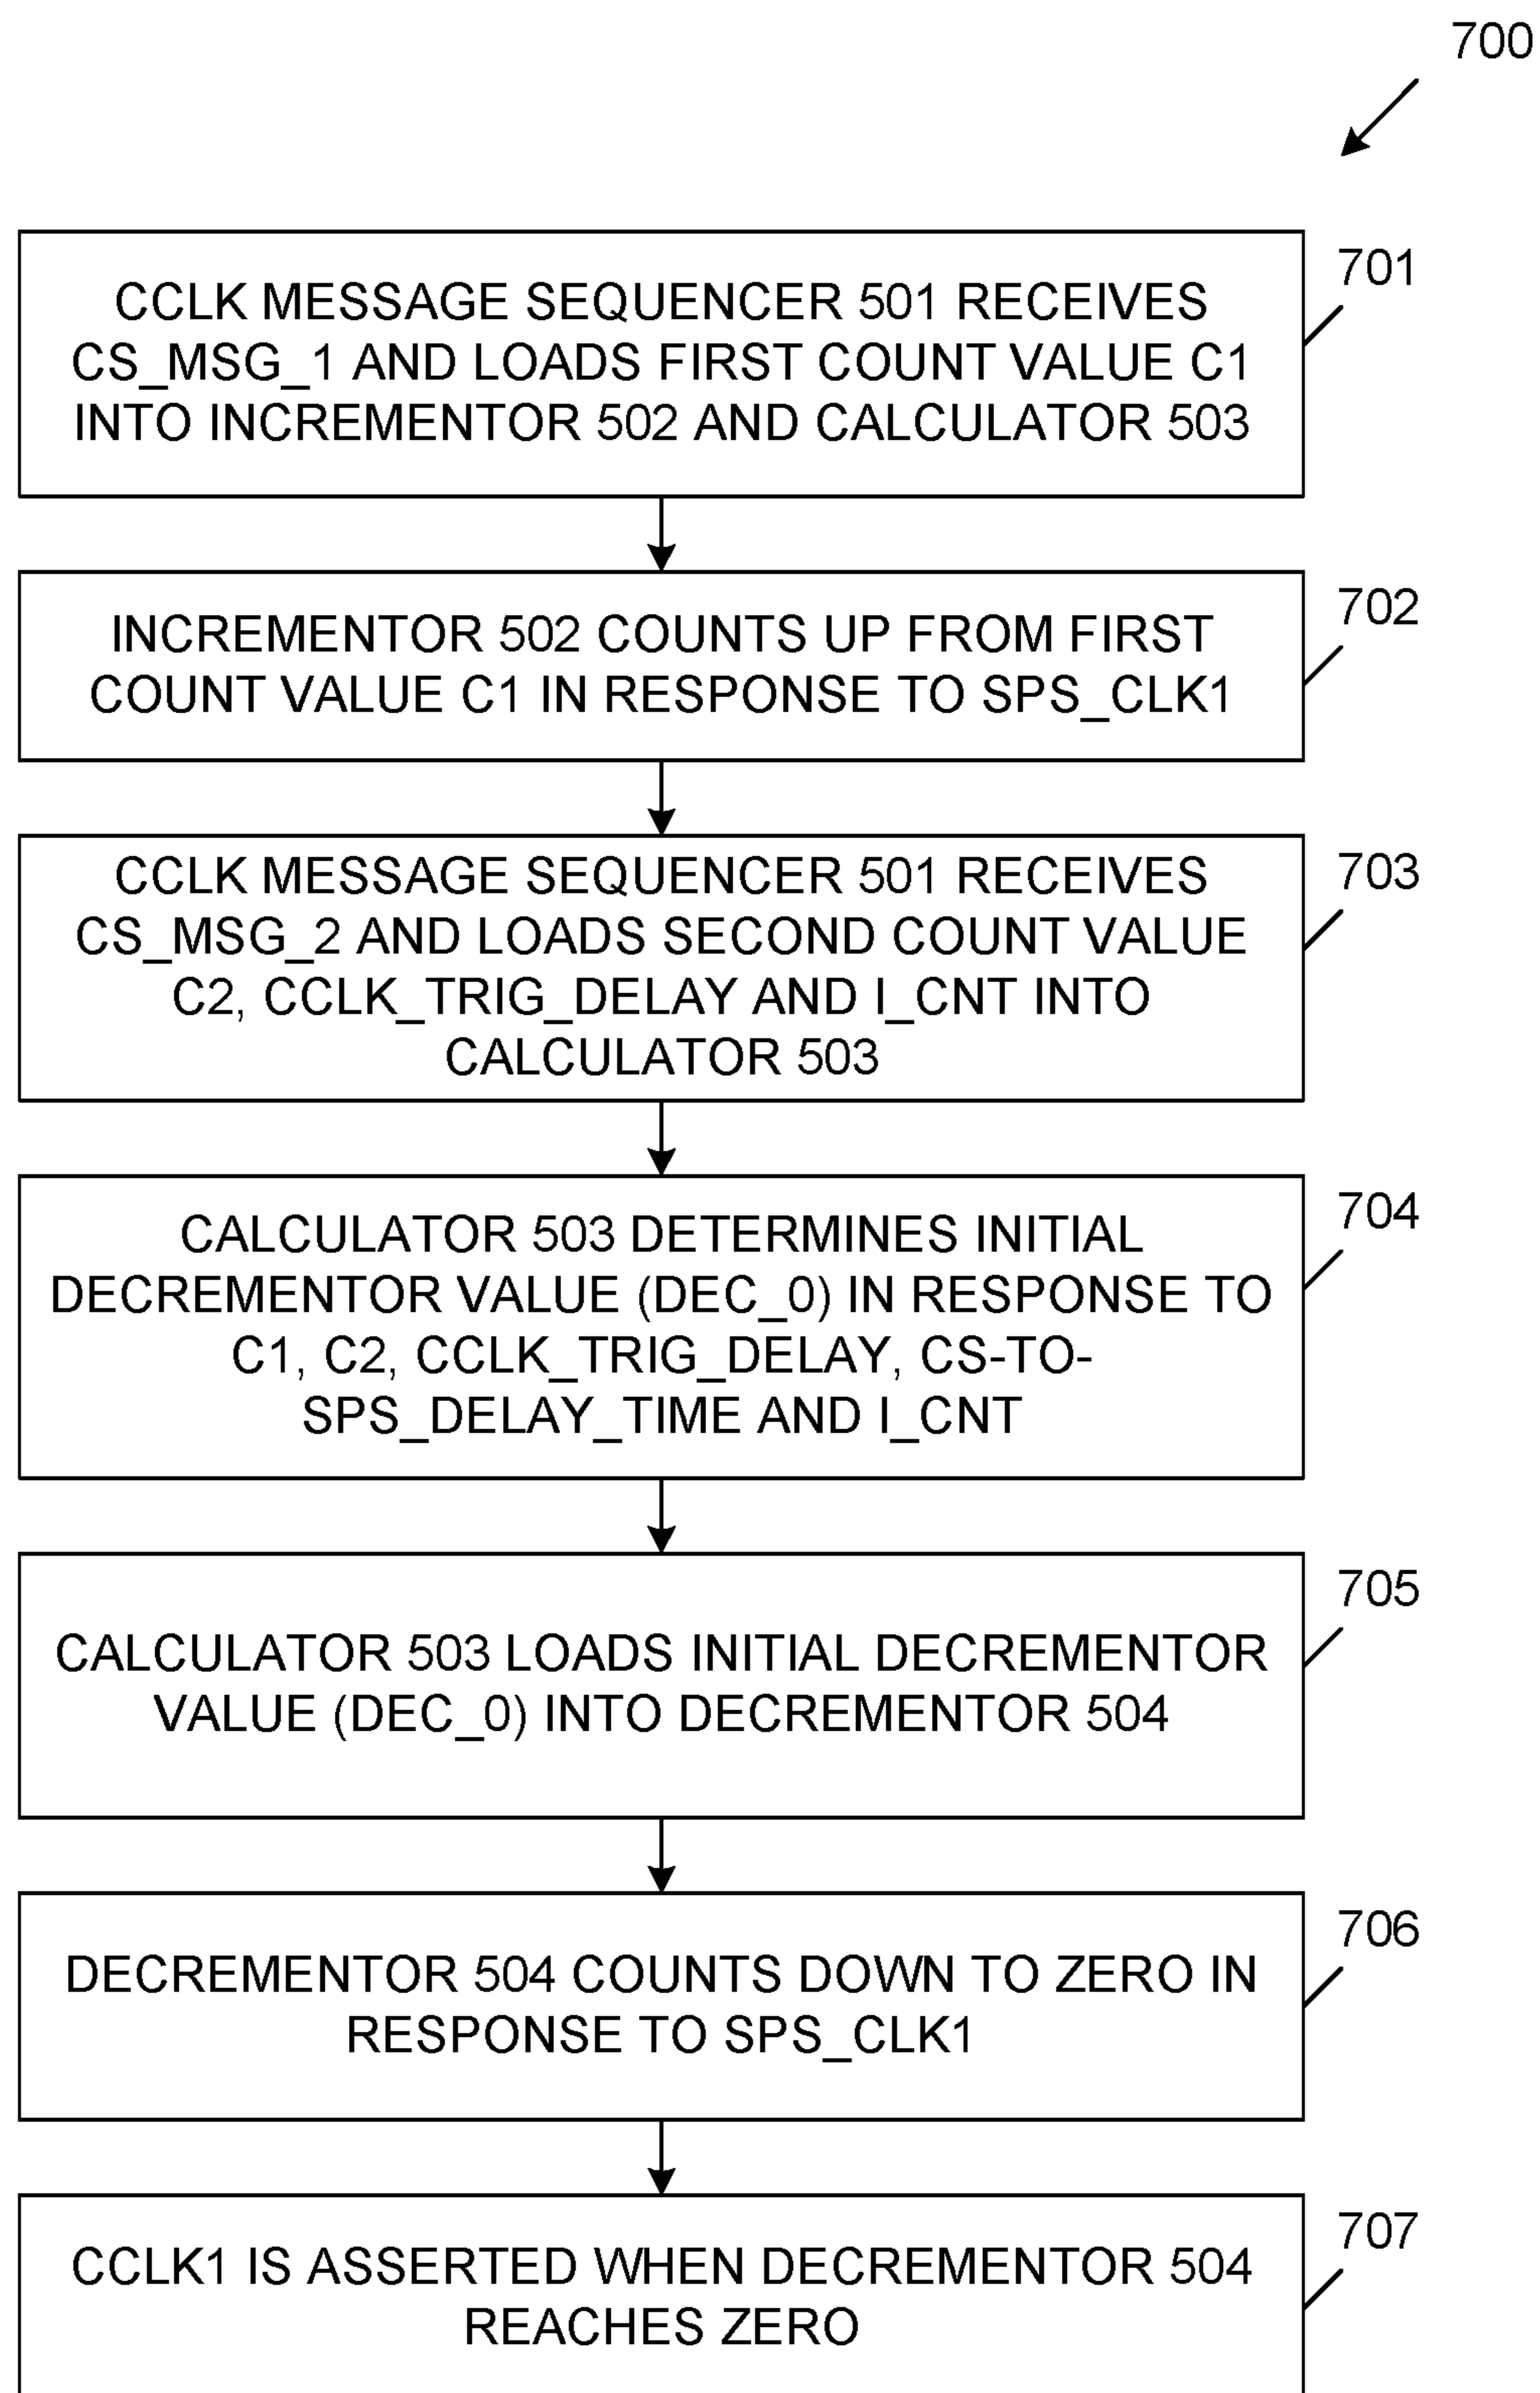 700
701
CCLK MESSAGE SEQUENCER 501 RECEIVES
CS_MSG_1 AND LOADS FIRST COUNT VALUE C1
INTO INCREMENTOR 502 AND CALCULATOR 503
702
INCREMENTOR 502 COUNTS UP FROM FIRST
COUNT VALUE C1 IN RESPONSE TO SPS_CLK1
703
CCLK MESSAGE SEQUENCER 501 RECEIVES
CS_MSG_2 AND LOADS SECOND COUNT VALUE
C2, CCLK_TRIG_DELAY AND I_CNT INTO
CALCULATOR 503
704
CALCULATOR 503 DETERMINES INITIAL
DECREMENTOR VALUE (DEC_0) IN RESPONSE TO
C1, C2, CCLK_TRIG_DELAY, CS-TO-
SPS_DELAY_TIME AND I_CNT
705
CALCULATOR 503 LOADS INITIAL DECREMENTOR
VALUE (DEC_0) INTO DECREMENTOR 504
706
DECREMENTOR 504 COUNTS DOWN TO ZERO IN
RESPONSE TO SPS_CLK1
707
CCLK1 IS ASSERTED WHEN DECREMENTOR 504
REACHES ZERO